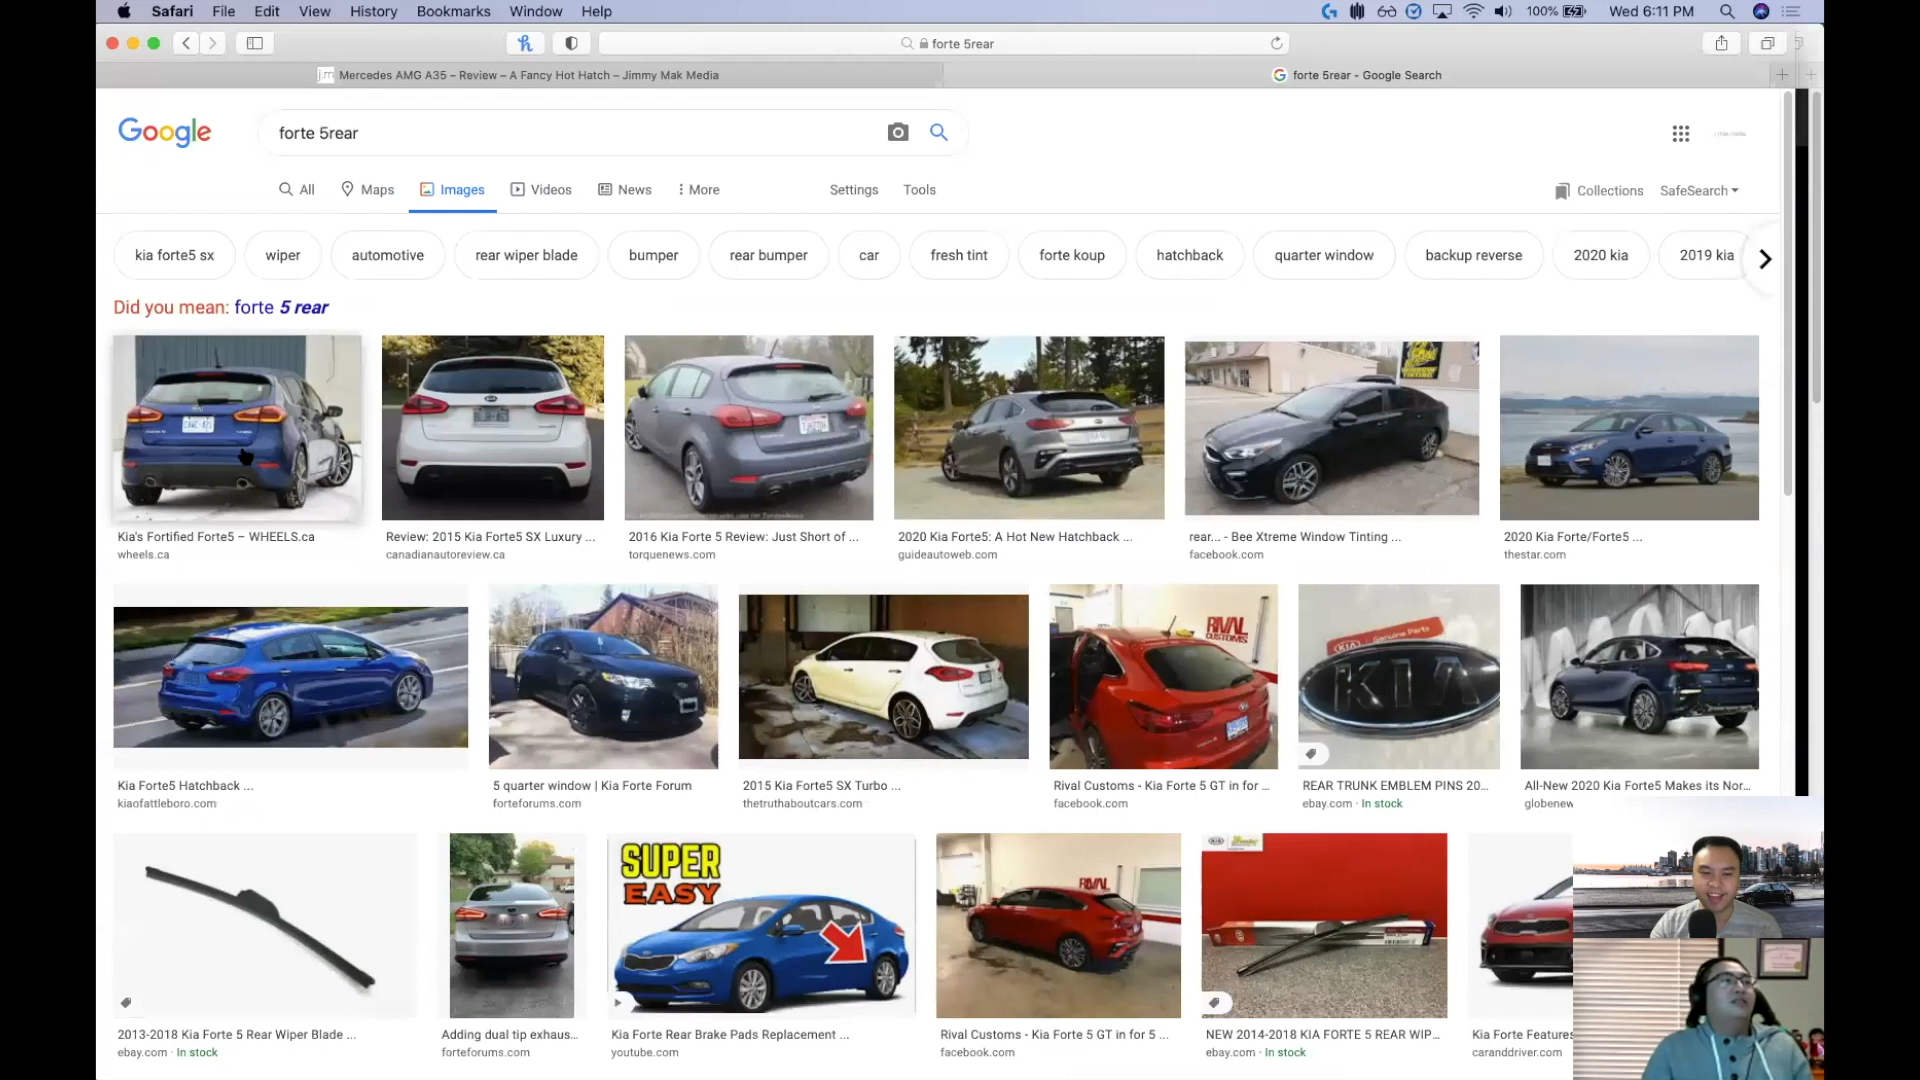 Safari File Edit View History Bookmarks Window Help 100% Wed 6:11 PM
forte 5rear
j.m Mercedes AMG A35 – Review – A Fancy Hot Hatch – Jimmy Mak Media
forte 5rear - Google Search
Google
forte 5rear
All Maps Images Videos News More Settings Tools
Collections SafeSearch
kia forte5 sx
wiper
automotive
rear wiper blade
bumper
rear bumper
car
fresh tint
forte koup
hatchback
quarter window
backup reverse
2020 kia
2019 kia
Did you mean: forte 5 rear
Kia's Fortified Forte5 – WHEELS.ca
wheels.ca
Review: 2015 Kia Forte5 SX Luxury ...
canadianautoreview.ca
2016 Kia Forte 5 Review: Just Short of ...
torquenews.com
2020 Kia Forte5: A Hot New Hatchback ...
guideautoweb.com
rear... - Bee Xtreme Window Tinting ...
facebook.com
2020 Kia Forte/Forte5 ...
thestar.com
RIVAL
CUSTOMS
KIA Genuine Parts
KIA
Kia Forte5 Hatchback ...
kiaofattleboro.com
5 quarter window | Kia Forte Forum
forteforums.com
2015 Kia Forte5 SX Turbo ...
thetruthaboutcars.com
Rival Customs - Kia Forte 5 GT in for ...
facebook.com
REAR TRUNK EMBLEM PINS 20...
ebay.com · In stock
All-New 2020 Kia Forte5 Makes its Nor...
globenew
SUPER
EASY
RIVAL
2013-2018 Kia Forte 5 Rear Wiper Blade ...
ebay.com · In stock
Adding dual tip exhaus...
forteforums.com
Kia Forte Rear Brake Pads Replacement ...
youtube.com
Rival Customs - Kia Forte 5 GT in for 5 ...
facebook.com
NEW 2014-2018 KIA FORTE 5 REAR WIP...
ebay.com · In stock
Kia Forte Features
caranddriver.com